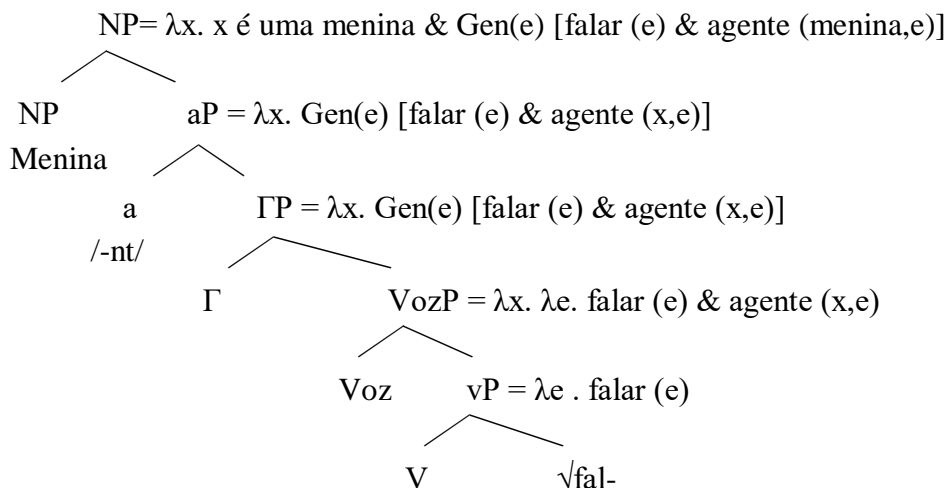 NP= λx. x é uma menina & Gen(e) [falar (e) & agente (menina,e)]
NP aP = λx. Gen(e) [falar (e) & agente (x,e)]
Menina
a ΓP = λx. Gen(e) [falar (e) & agente (x,e)]
/-nt/
Γ VozP = λx. λe. falar (e) & agente (x,e)
Voz vP = λe . falar (e)
V √fal-